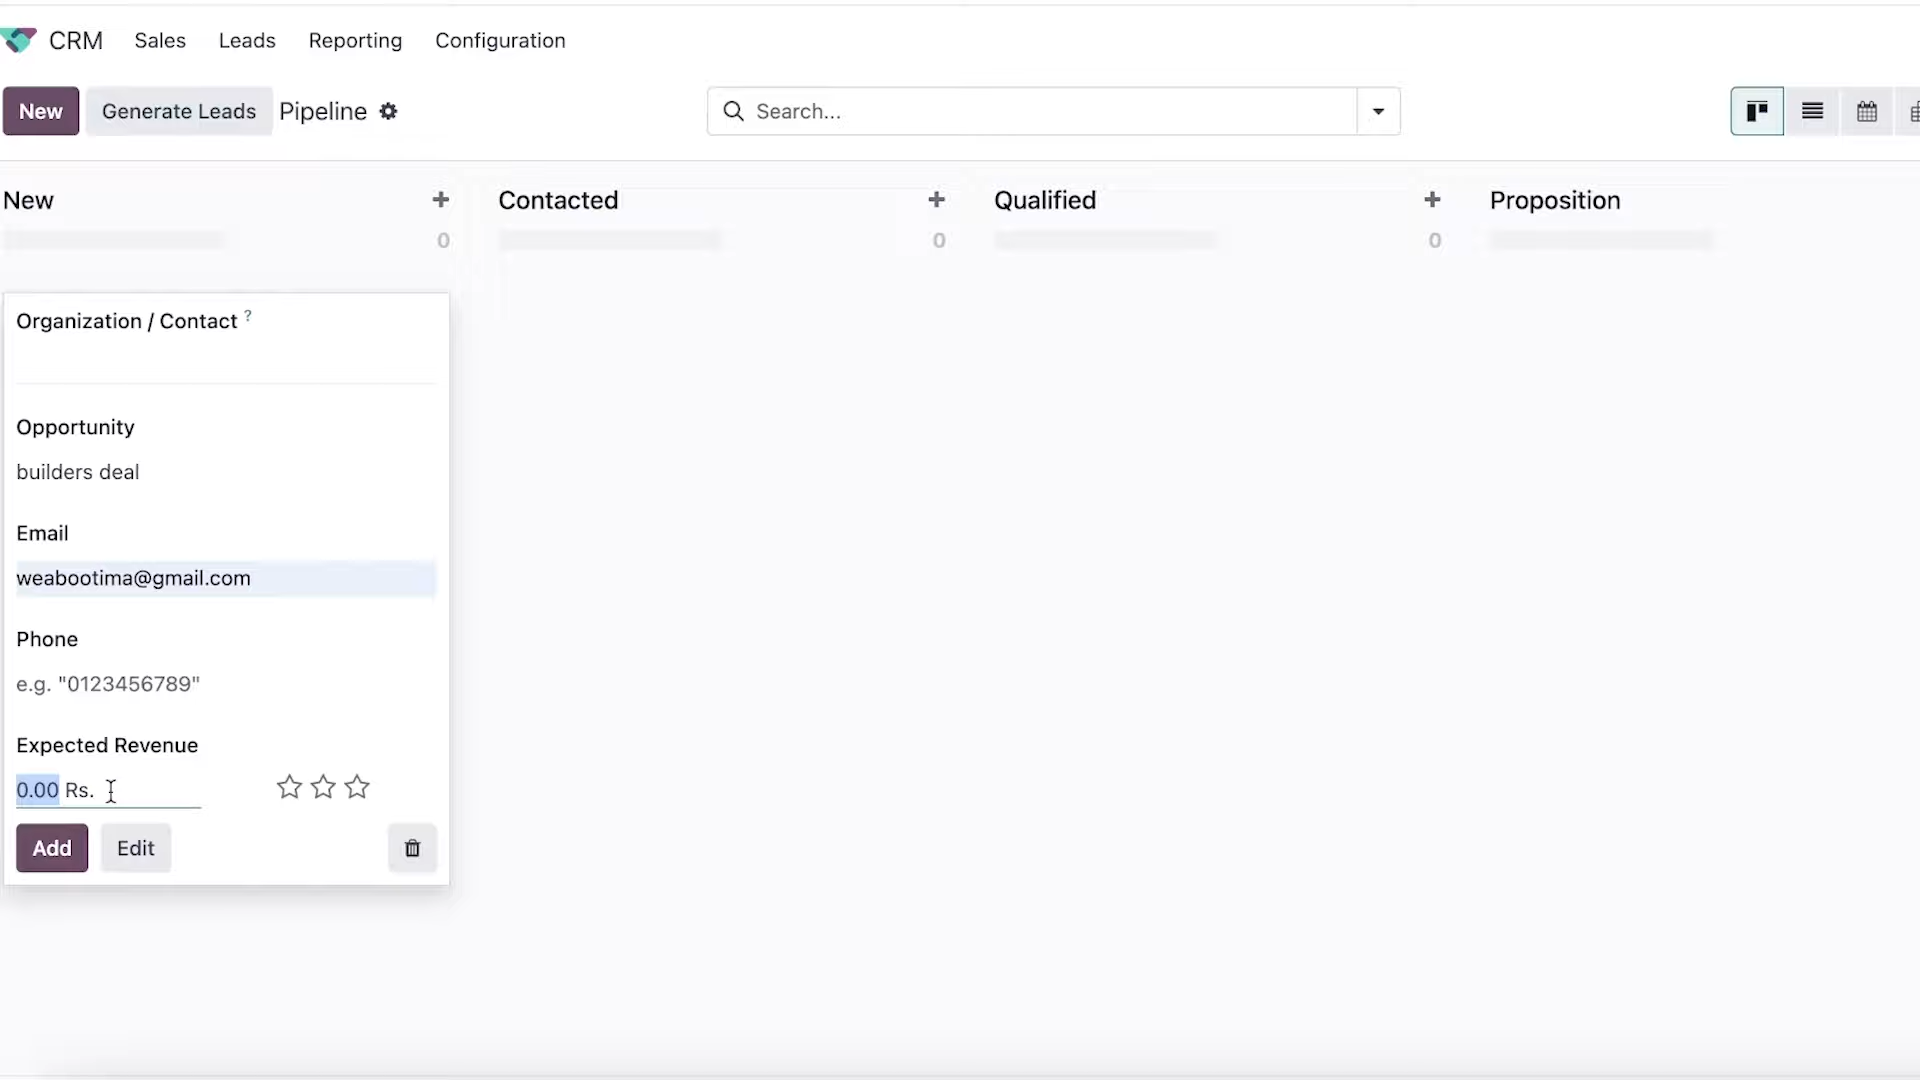 CRM Sales Leads Reporting Configuration
New Generate Leads Pipeline Search...
New + Contacted + Qualified + Proposition
0 0 0
Organization / Contact ?
Opportunity
builders deal
Email
weabootima@gmail.com
Phone
e.g. "0123456789"
Expected Revenue
0.00 Rs.
Add Edit